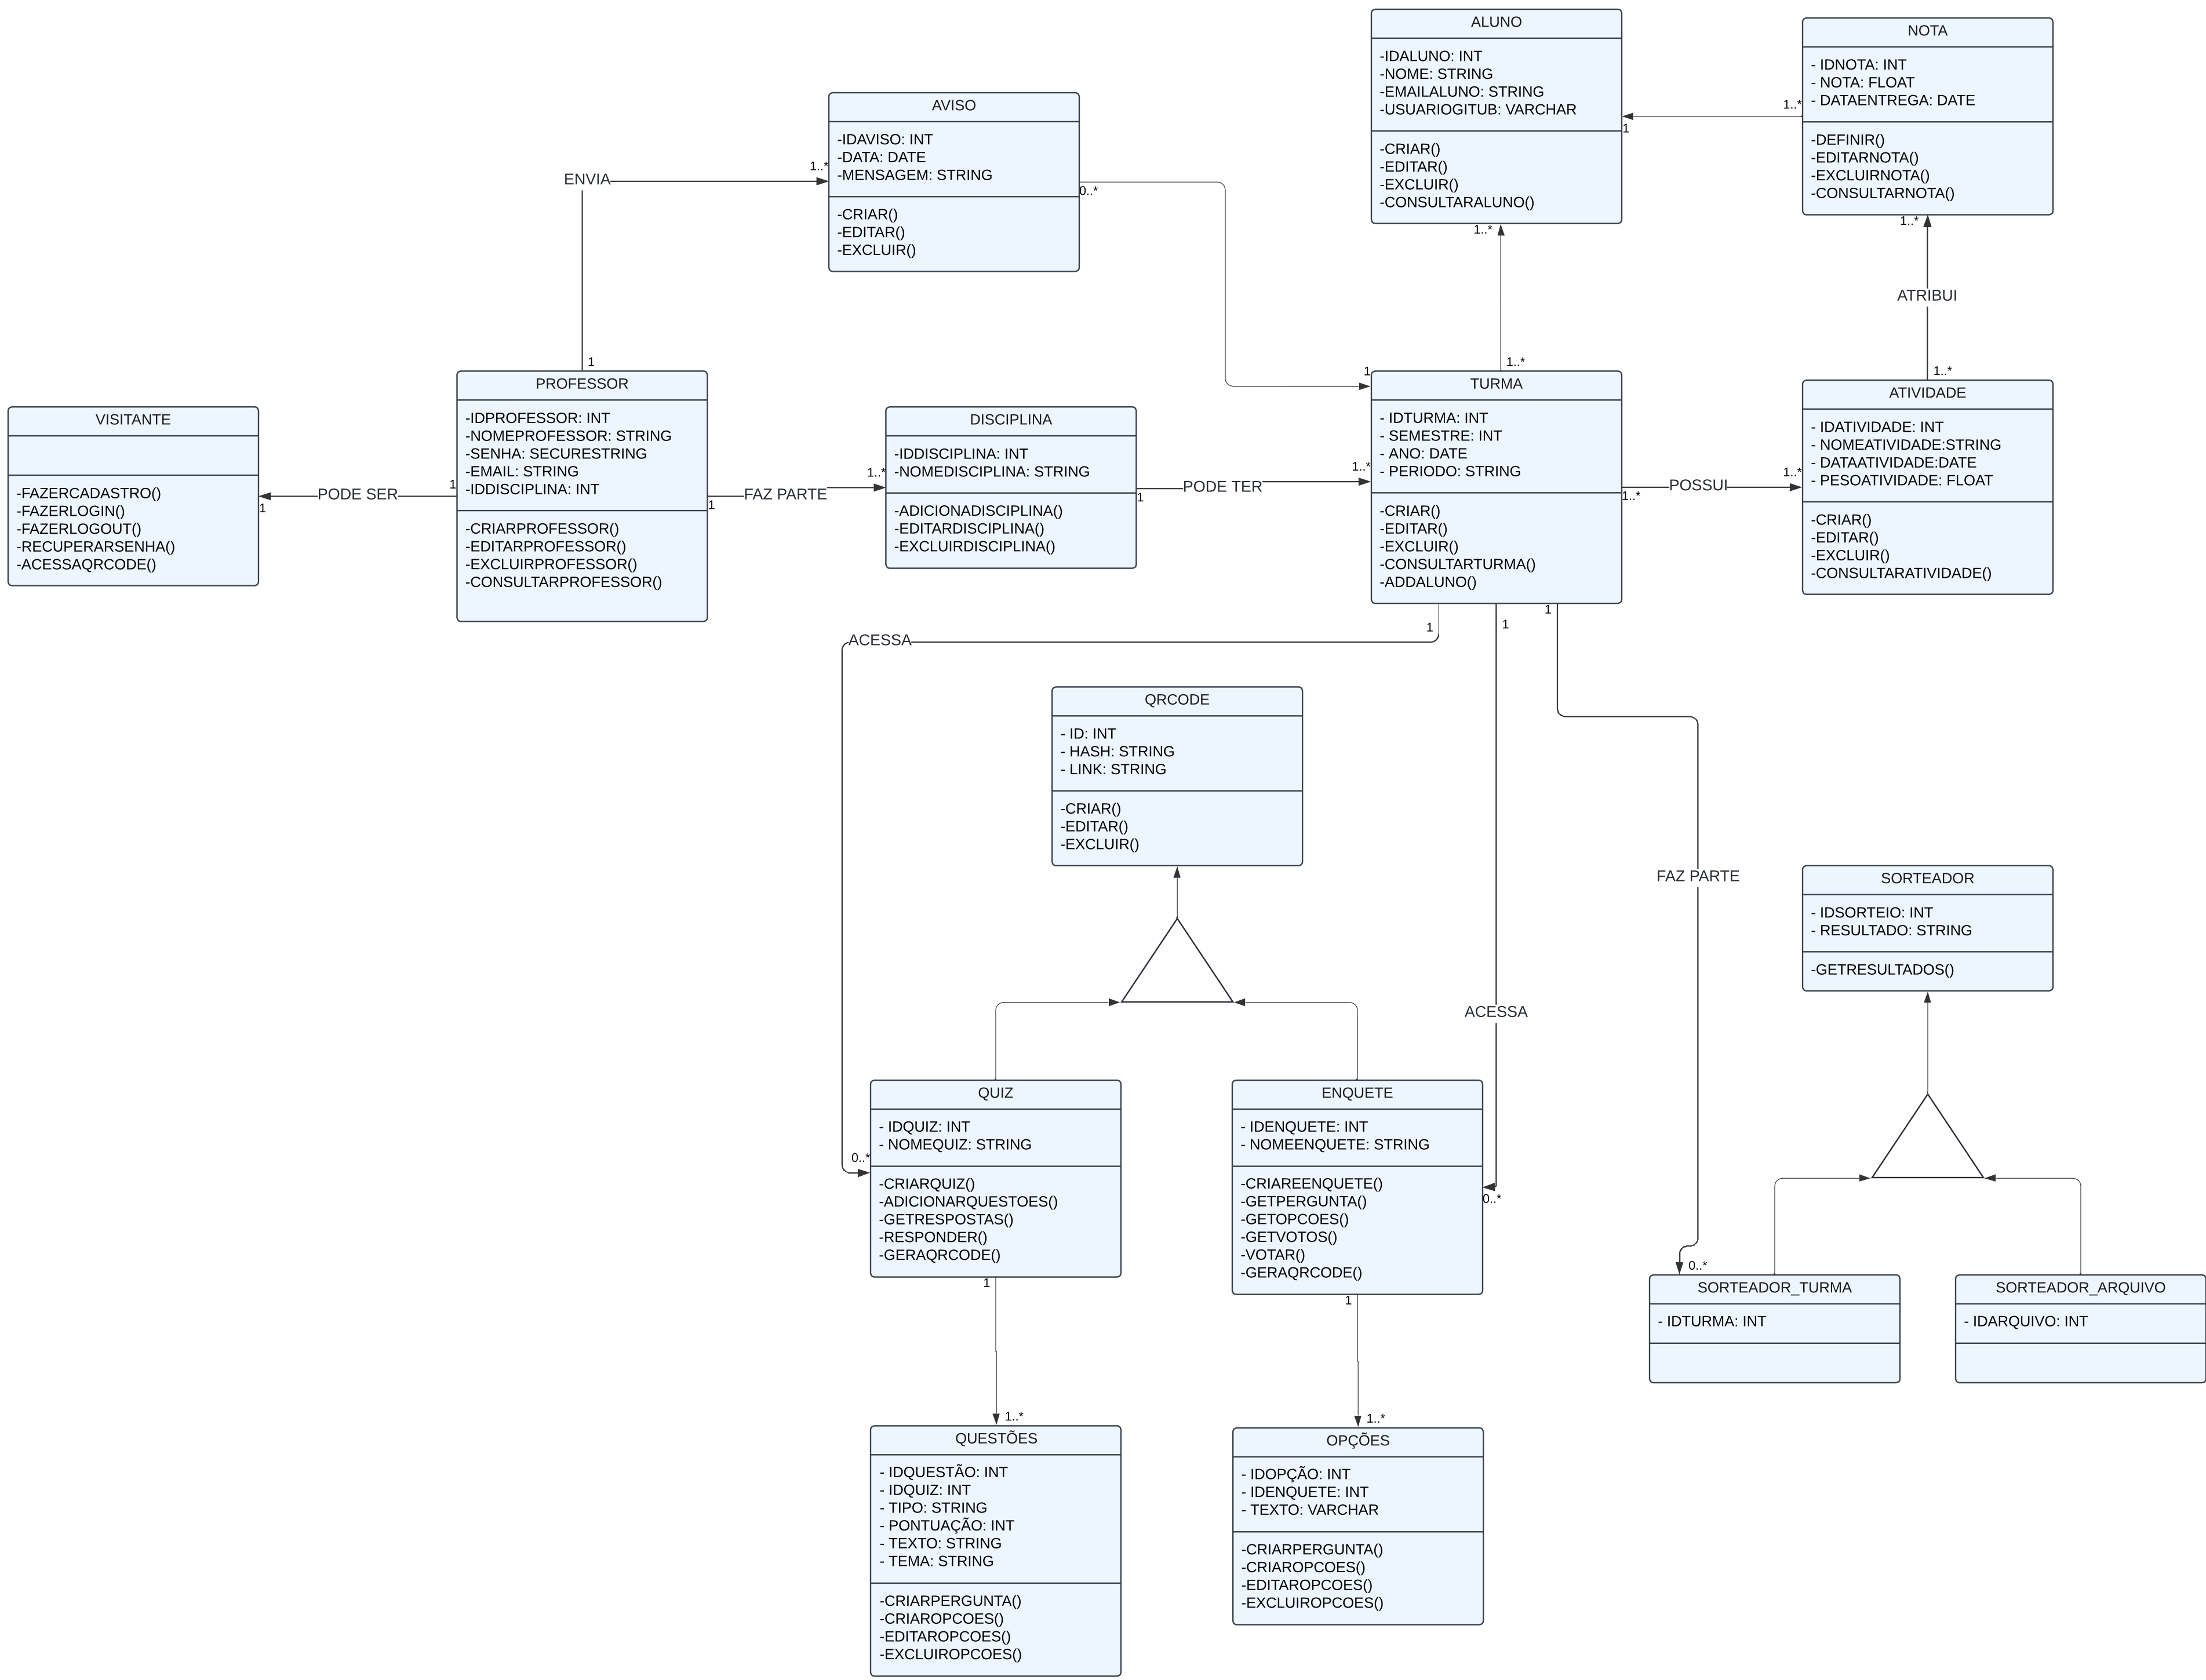 ALUNO
-IDALUNO: INT
-NOME: STRING
-EMAILALUNO: STRING
-USUARIOGITUB: VARCHAR
-CRIAR()
-EDITAR()
-EXCLUIR()
-CONSULTARALUNO()
1..*
1
1..*
NOTA
- IDNOTA: INT
- NOTA: FLOAT
- DATAENTREGA: DATE
-DEFINIR()
-EDITARNOTA()
-EXCLUIRNOTA()
-CONSULTARNOTA()
1..*
AVISO
-IDAVISO: INT
-DATA: DATE
-MENSAGEM: STRING
-CRIAR()
-EDITAR()
-EXCLUIR()
ENVIA
1..*
0..*
1
ATRIBUI
1..*
1..*
1
VISITANTE
-FAZERCADASTRO()
-FAZERLOGIN()
-FAZERLOGOUT()
-RECUPERARSENHA()
-ACESSAQRCODE()
1
PODE SER
1
PROFESSOR
-IDPROFESSOR: INT
-NOMEPROFESSOR: STRING
-SENHA: SECURESTRING
-EMAIL: STRING
-IDDISCIPLINA: INT
-CRIARPROFESSOR()
-EDITARPROFESSOR()
-EXCLUIRPROFESSOR()
-CONSULTARPROFESSOR()
1
FAZ PARTE
1..*
DISCIPLINA
-IDDISCIPLINA: INT
-NOMEDISCIPLINA: STRING
-ADICIONADISCIPLINA()
-EDITARDISCIPLINA()
-EXCLUIRDISCIPLINA()
1
PODE TER
1..*
TURMA
- IDTURMA: INT
- SEMESTRE: INT
- ANO: DATE
- PERIODO: STRING
-CRIAR()
-EDITAR()
-EXCLUIR()
-CONSULTARTURMA()
-ADDALUNO()
1..*
POSSUI
1..*
ATIVIDADE
- IDATIVIDADE: INT
- NOMEATIVIDADE:STRING
- DATAATIVIDADE:DATE
- PESOATIVIDADE: FLOAT
-CRIAR()
-EDITAR()
-EXCLUIR()
-CONSULTARATIVIDADE()
1
1
1
ACESSA
QRCODE
- ID: INT
- HASH: STRING
- LINK: STRING
-CRIAR()
-EDITAR()
-EXCLUIR()
FAZ PARTE
SORTEADOR
- IDSORTEIO: INT
- RESULTADO: STRING
-GETRESULTADOS()
ACESSA
0..*
QUIZ
- IDQUIZ: INT
- NOMEQUIZ: STRING
-CRIARQUIZ()
-ADICIONARQUESTOES()
-GETRESPOSTAS()
-RESPONDER()
-GERAQRCODE()
1
ENQUETE
- IDENQUETE: INT
- NOMEENQUETE: STRING
-CRIAREENQUETE()
-GETPERGUNTA()
-GETOPCOES()
-GETVOTOS()
-VOTAR()
-GERAQRCODE()
0..*
1
0..*
SORTEADOR_TURMA
- IDTURMA: INT
SORTEADOR_ARQUIVO
- IDARQUIVO: INT
1..*
QUESTÕES
- IDQUESTÃO: INT
- IDQUIZ: INT
- TIPO: STRING
- PONTUAÇÃO: INT
- TEXTO: STRING
- TEMA: STRING
-CRIARPERGUNTA()
-CRIAROPCOES()
-EDITAROPCOES()
-EXCLUIROPCOES()
1..*
OPÇÕES
- IDOPÇÃO: INT
- IDENQUETE: INT
- TEXTO: VARCHAR
-CRIARPERGUNTA()
-CRIAROPCOES()
-EDITAROPCOES()
-EXCLUIROPCOES()